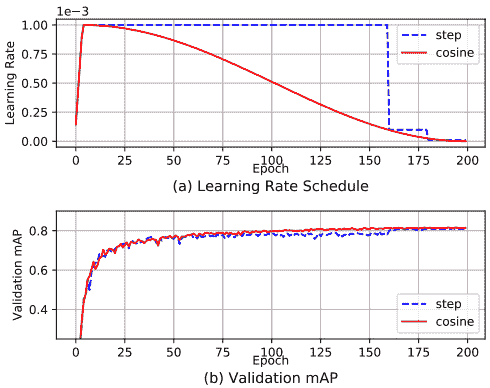 1e−3
1.00
0.75
0.50
0.25
0.00
Learning Rate
step
cosine
0 25 50 75 100 125 150 175 200
Epoch
(a) Learning Rate Schedule
0.8
0.6
0.4
Validation mAP
step
cosine
0 25 50 75 100 125 150 175 200
Epoch
(b) Validation mAP